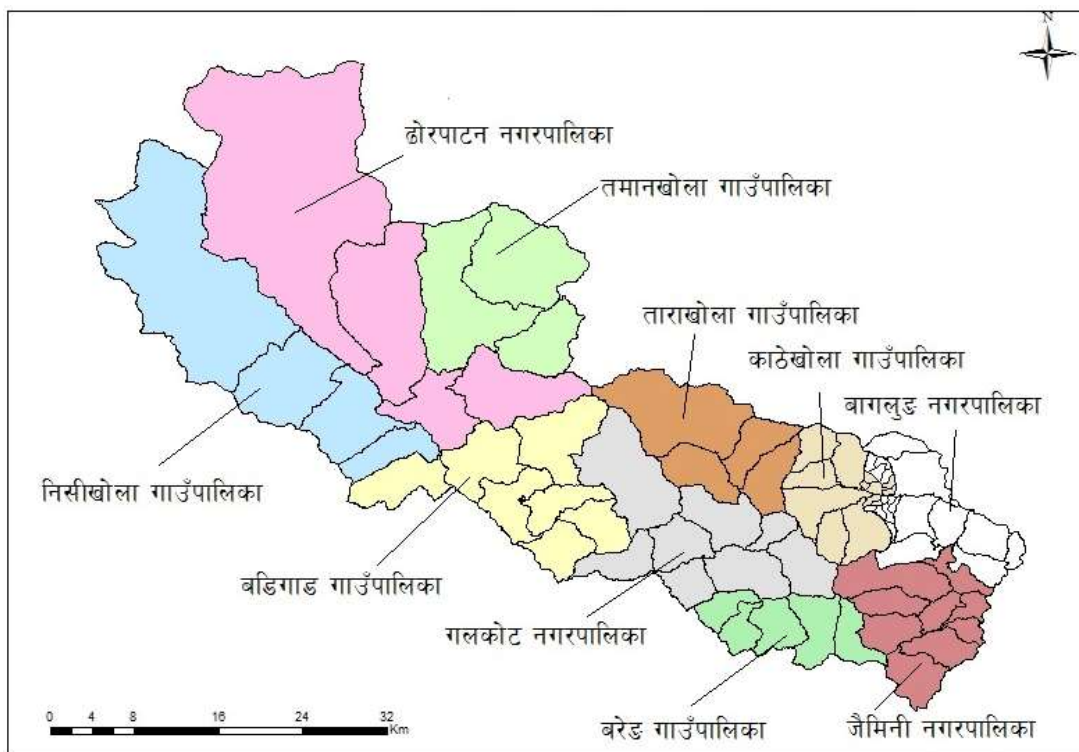 N
ढोरपाटन नगरपालिका
तमानखोला गाउँपालिका
ताराखोला गाउँपालिका
काठेखोला गाउँपालिका
बागलुङ नगरपालिका
निसीखोला गाउँपालिका
बडिगाड गाउँपालिका
गलकोट नगरपालिका
बरेङ गाउँपालिका
जैमिनी नगरपालिका
0 4 8 16 24 32
Km